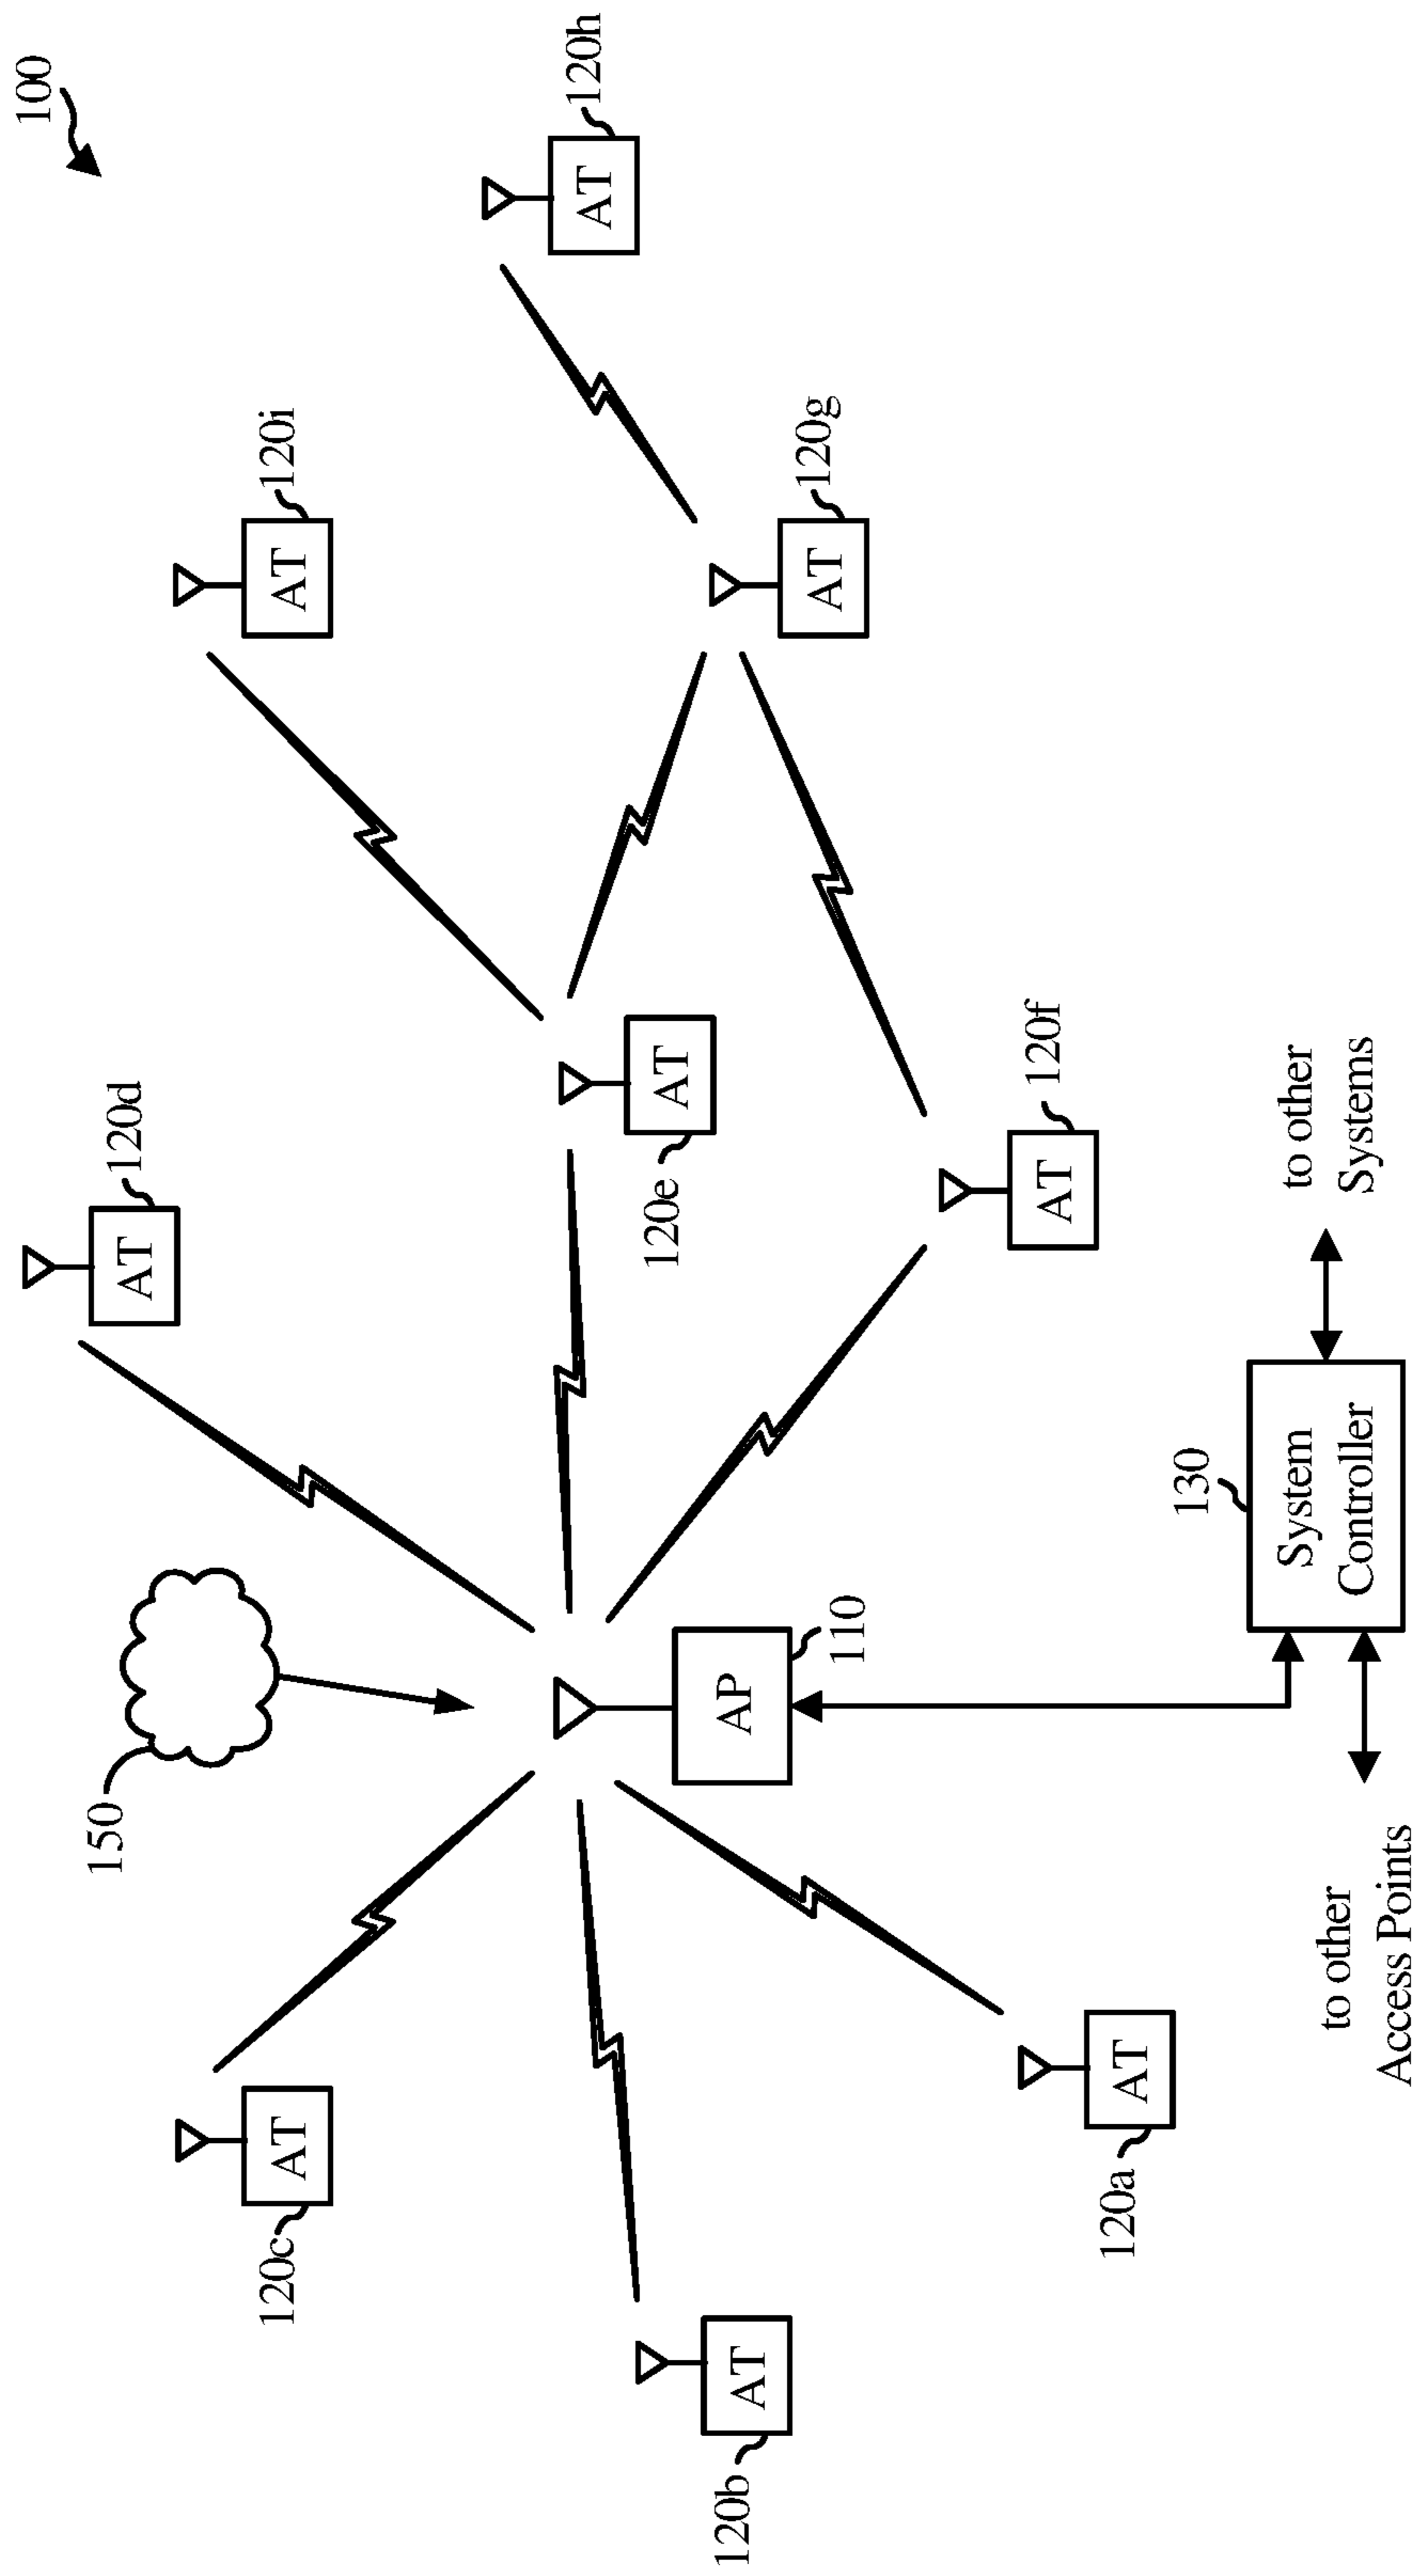 100
120d
AT
150
120i
AT
120c
AT
120h
AT
120e
AT
AP
110
120b
AT
120g
AT
120f
AT
120a
AT
130
System
Controller
to other
Systems
to other
Access Points